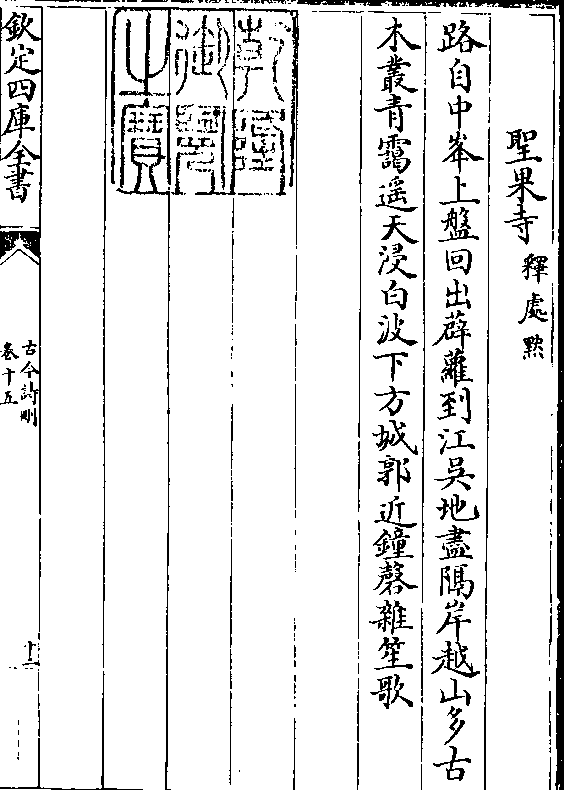 聖果寺 釋處黙
路自中峯上盤回出薜蘿到江吳地盡隔岸越山多古
木叢青靄遥天浸白波下方城郭近鐘磬雜笙歌
乾隆
御覽
之寶
欽定四庫全書
古今詩刪
卷十五
十二